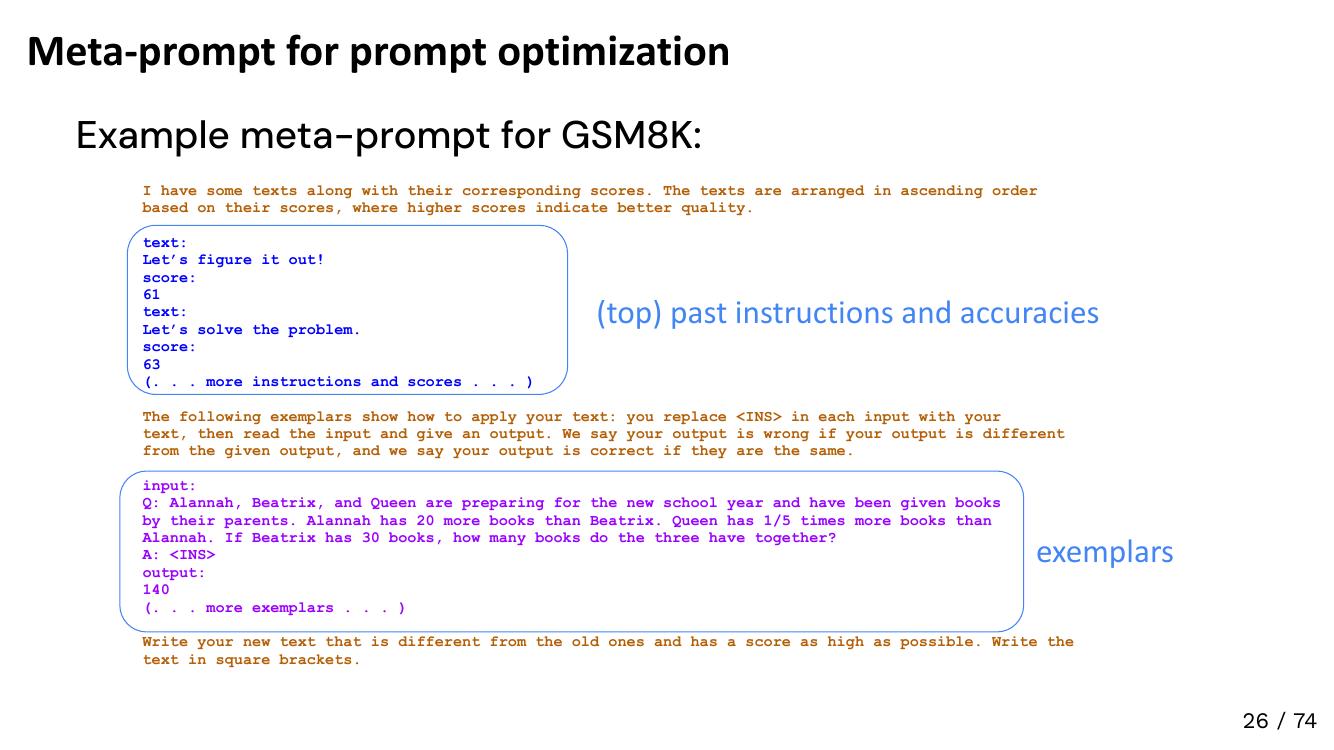 Meta-prompt for prompt optimization
Example meta-prompt for GSM8K:
I have some texts along with their corresponding scores. The texts are arranged in ascending order
based on their scores, where higher scores indicate better quality.
text:
Let’s figure it out!
score:
61
text:
Let’s solve the problem.
score:
63
(. . . more instructions and scores . . . )
(top) past instructions and accuracies
The following exemplars show how to apply your text: you replace <INS> in each input with your
text, then read the input and give an output. We say your output is wrong if your output is different
from the given output, and we say your output is correct if they are the same.
input:
Q: Alannah, Beatrix, and Queen are preparing for the new school year and have been given books
by their parents. Alannah has 20 more books than Beatrix. Queen has 1/5 times more books than
Alannah. If Beatrix has 30 books, how many books do the three have together?
A: <INS>
output:
140
(. . . more exemplars . . . )
exemplars
Write your new text that is different from the old ones and has a score as high as possible. Write the
text in square brackets.
26 / 74